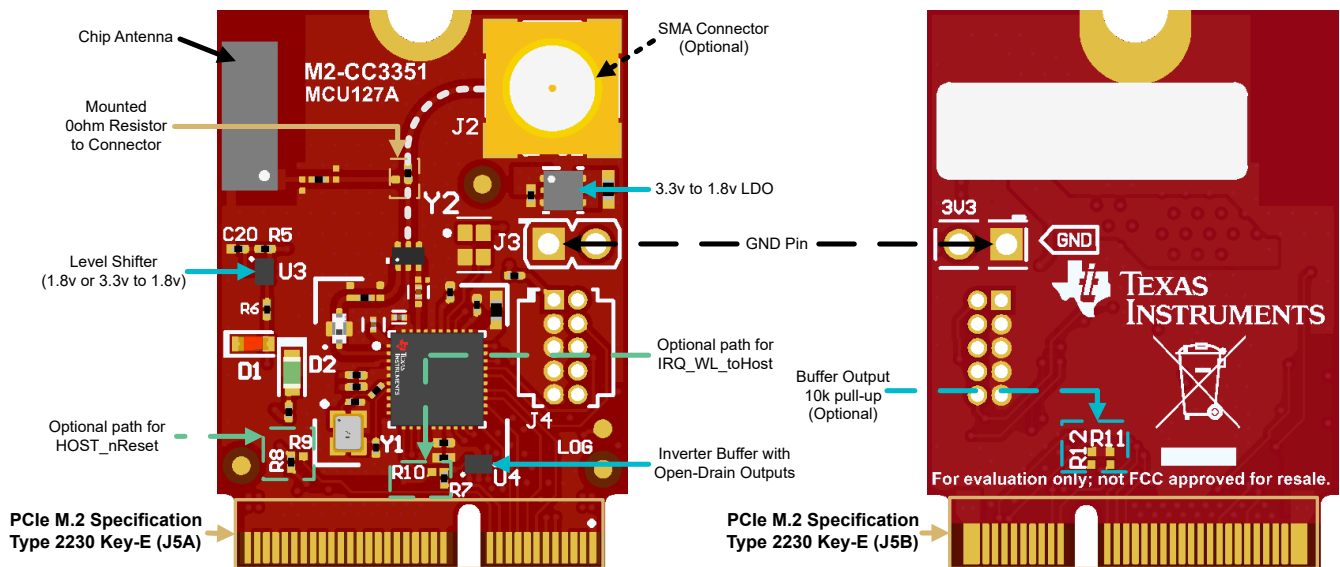 Chip Antenna
SMA Connector
(Optional)
M2-CC3351
MCU127A
Mounted
0ohm Resistor
to Connector
J2
3.3v to 1.8v LDO
Y2
J3
GND Pin
3V3
GND
C20 R5
U3
Level Shifter
(1.8v or 3.3v to 1.8v)
R6
TEXAS
INSTRUMENTS
TEXAS
INSTRUMENTS
D1
D2
Optional path for
IRQ_WL_toHost
Buffer Output
10k pull-up
(Optional)
J4
Optional path for
HOST_nReset
R8
R9
Y1
LOG
R10
R7
U4
Inverter Buffer with
Open-Drain Outputs
R12
R11
For evaluation only; not FCC approved for resale.
PCIe M.2 Specification
Type 2230 Key-E (J5A)
PCIe M.2 Specification
Type 2230 Key-E (J5B)